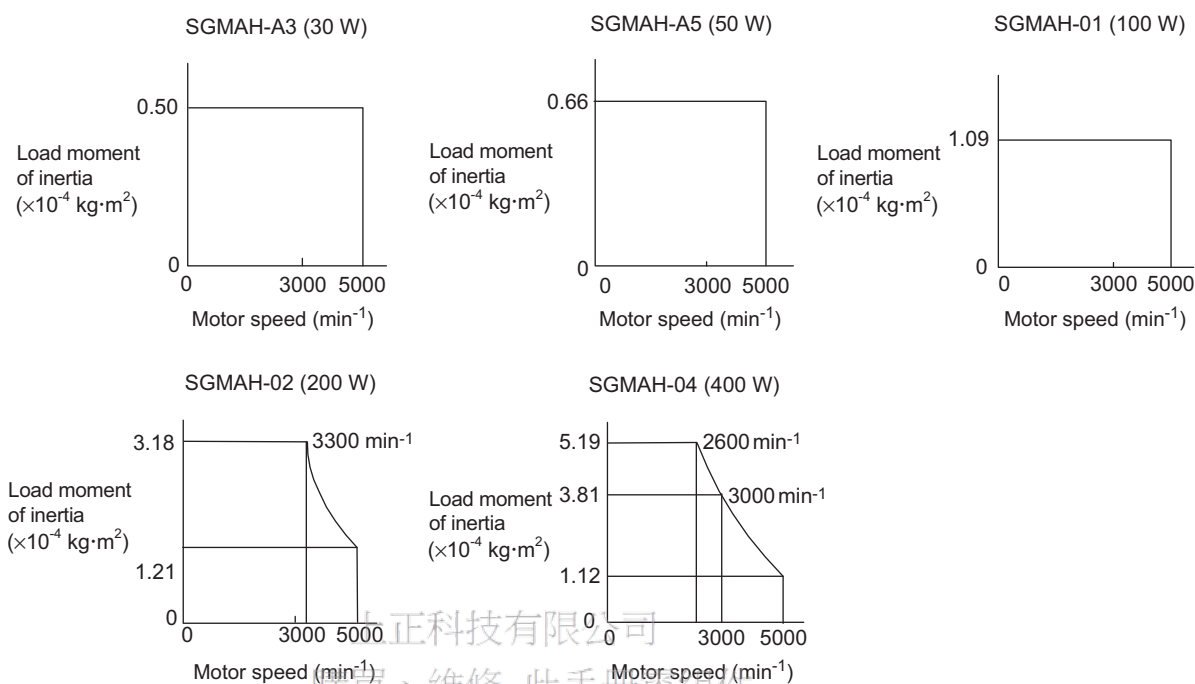 SGMAH-A3 (30 W)
0.50
Load moment
of inertia
(×10-4 kg·m2)
0
0
3000
5000
Motor speed (min-1)
SGMAH-A5 (50 W)
0.66
Load moment
of inertia
(×10-4 kg·m2)
0
0
3000
5000
Motor speed (min-1)
SGMAH-01 (100 W)
1.09
Load moment
of inertia
(×10-4 kg·m2)
0
0
3000
5000
Motor speed (min-1)
SGMAH-02 (200 W)
3.18
3300 min-1
Load moment
of inertia
(×10-4 kg·m2)
1.21
0
0
3000
5000
Motor speed (min-1)
SGMAH-04 (400 W)
5.19
2600 min-1
Load moment
of inertia
(×10-4 kg·m2)
3.81
3000 min-1
1.12
0
0
3000
5000
Motor speed (min-1)
上正科技有限公司
維修